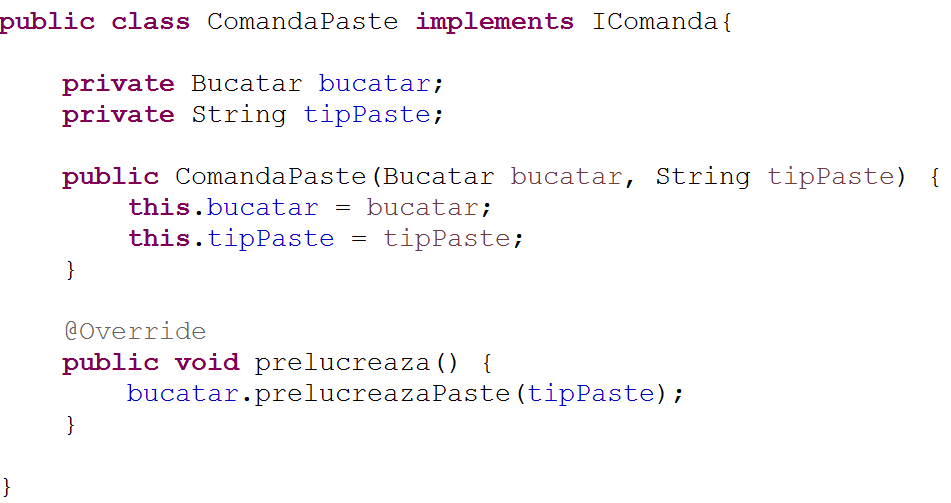 public class ComandaPaste implements IComanda{
private Bucatar bucatar;
private String tipPaste;
public ComandaPaste(Bucatar bucatar, String tipPaste) {
this.bucatar = bucatar;
this.tipPaste = tipPaste;
}
@Override
public void prelucreaza() {
bucatar.prelucreazaPaste(tipPaste);
}
}